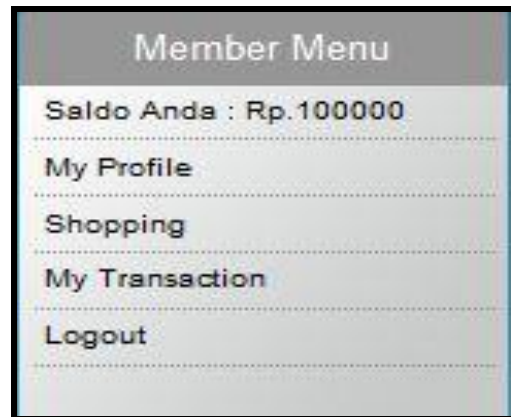 Member Menu
Saldo Anda : Rp.100000
My Profile
Shopping
My Transaction
Logout